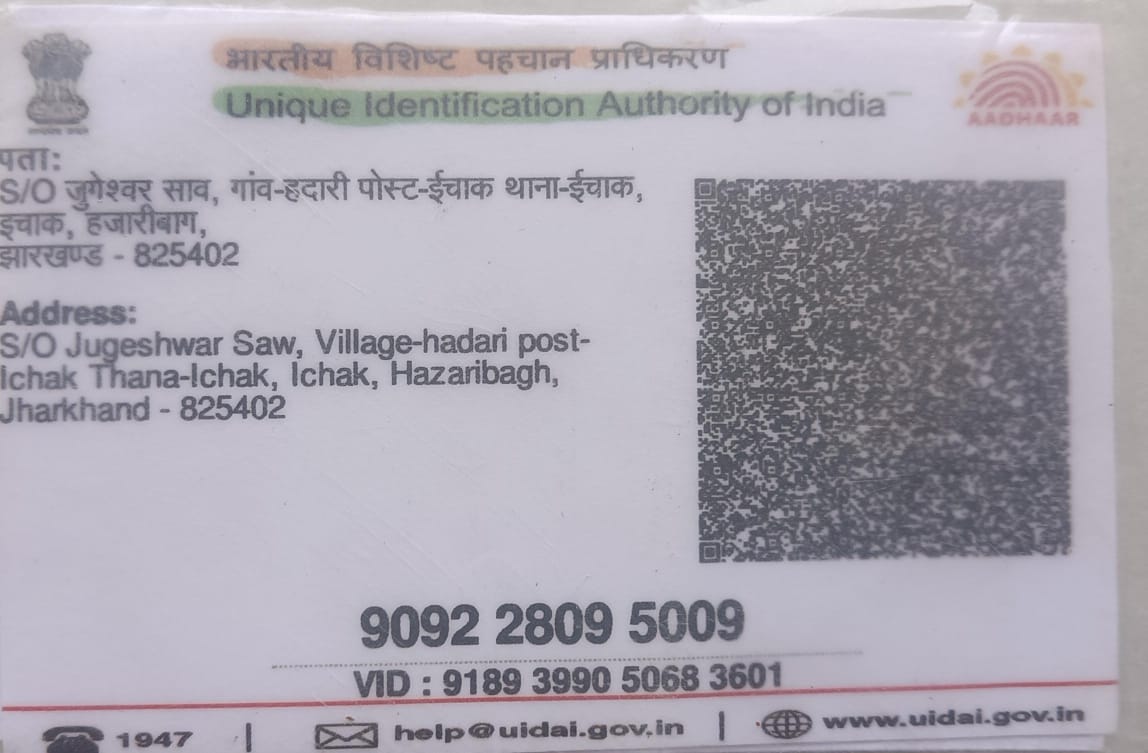 भारतीय विशिष्ट पहचान प्राधिकरण
Unique Identification Authority of India
AADHAAR
पता:
S/O जुगेश्वर साव, गांव-हदारी पोस्ट-ईचाक थाना-ईचाक,
इचाक, हजारीबाग,
झारखण्ड - 825402
Address:
S/O Jugeshwar Saw, Village-hadari post-
Ichak Thana-Ichak, Ichak, Hazaribagh,
Jharkhand - 825402
9092 2809 5009
VID : 9189 3990 5068 3601
1947 | help@uidai.gov.in | www.uidai.gov.in